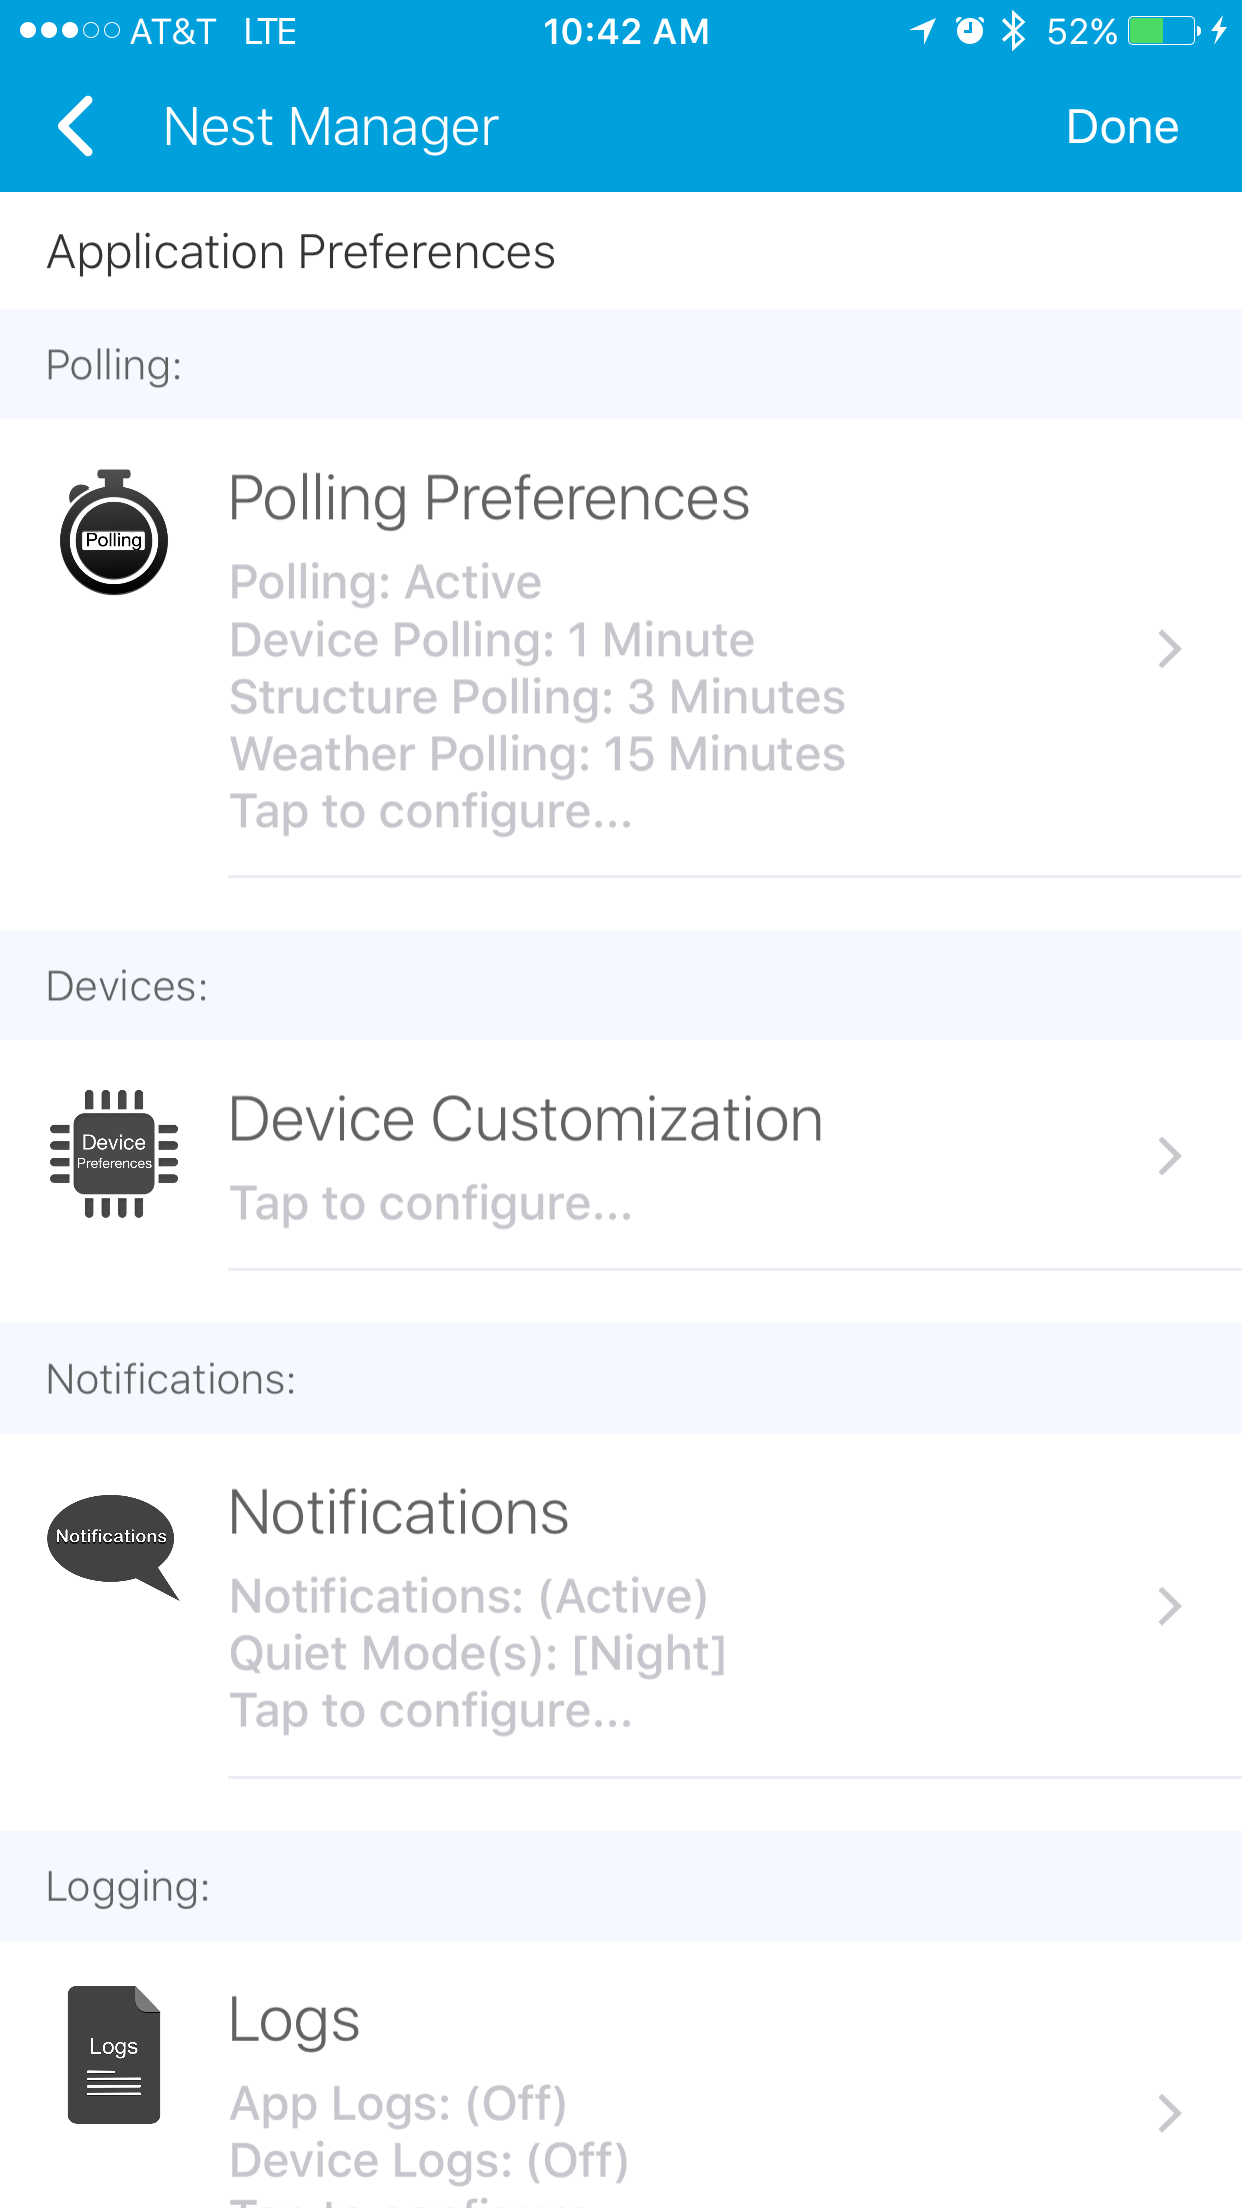 AT&T LTE 10:42 AM 52%
Nest Manager Done
Application Preferences
Polling:
Polling
Polling Preferences
Polling: Active
Device Polling: 1 Minute
Structure Polling: 3 Minutes
Weather Polling: 15 Minutes
Tap to configure...
Devices:
Device
Preferences
Device Customization
Tap to configure...
Notifications:
Notifications
Notifications
Notifications: (Active)
Quiet Mode(s): [Night]
Tap to configure...
Logging:
Logs
Logs
App Logs: (Off)
Device Logs: (Off)